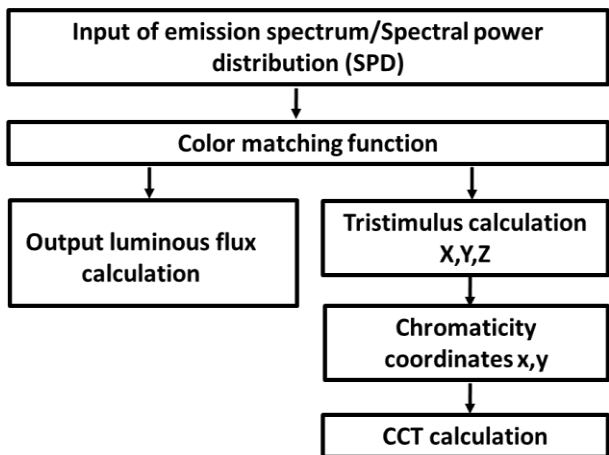 Input of emission spectrum/Spectral power
distribution (SPD)
Color matching function
Output luminous flux
calculation
Tristimulus calculation
X,Y,Z
Chromaticity
coordinates x,y
CCT calculation